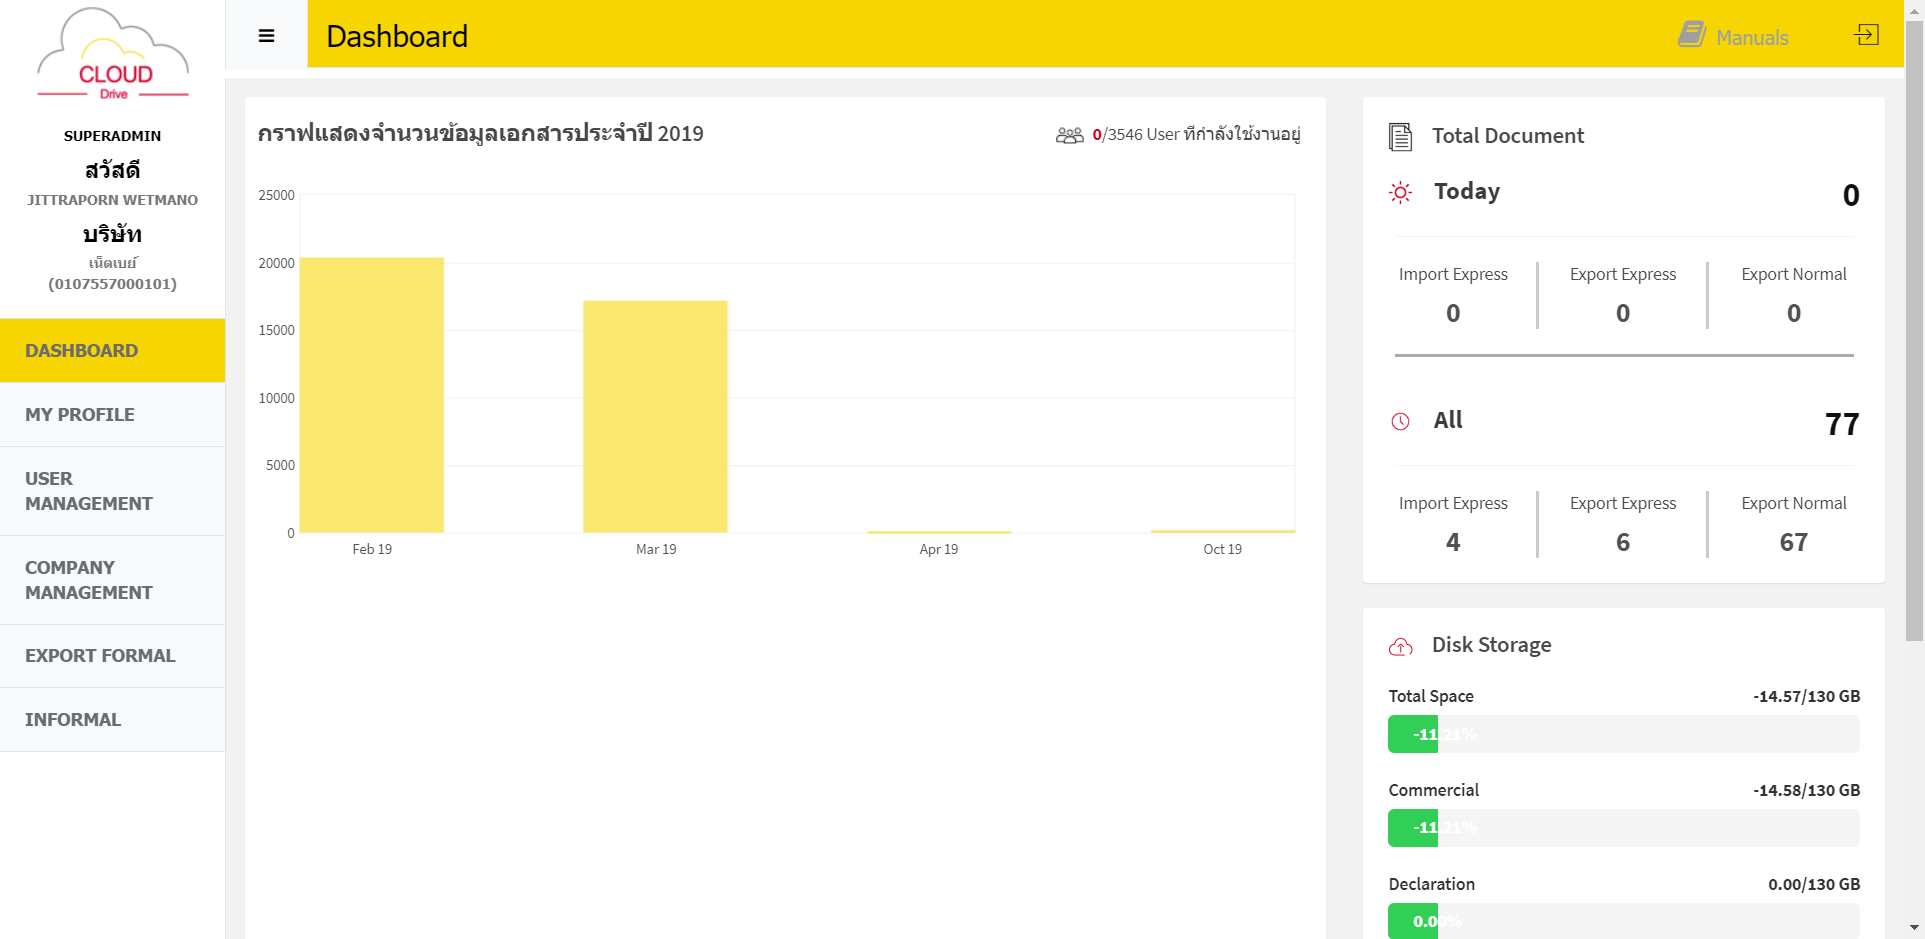 CLOUD
Drive
SUPERADMIN
สวัสดี
JITTRAPORN WETMANO
บริษัท
เน็ตเบย์
(0107557000101)
DASHBOARD
MY PROFILE
USER
MANAGEMENT
COMPANY
MANAGEMENT
EXPORT FORMAL
INFORMAL
Dashboard
Manuals
กราฟแสดงจำนวนข้อมูลเอกสารประจำปี 2019
0/3546 User ที่กำลังใช้งานอยู่
25000
20000
15000
10000
5000
0
Feb 19
Mar 19
Apr 19
Oct 19
Total Document
Today
0
Import Express
Export Express
Export Normal
0
0
0
All
77
Import Express
Export Express
Export Normal
4
6
67
Disk Storage
Total Space
-14.57/130 GB
-11.21%
Commercial
-14.58/130 GB
-11.21%
Declaration
0.00/130 GB
0.00%